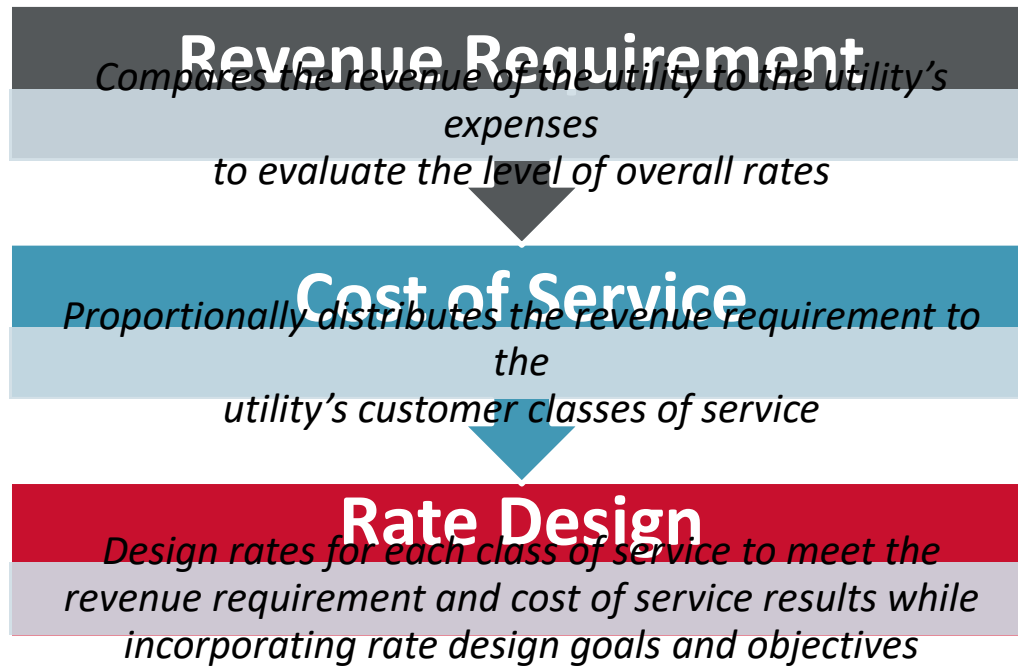 Revenue Requirement
Compares the revenue of the utility to the utility’s
expenses
to evaluate the level of overall rates
Cost of Service
Proportionally distributes the revenue requirement to
the
utility’s customer classes of service
Rate Design
Design rates for each class of service to meet the
revenue requirement and cost of service results while
incorporating rate design goals and objectives